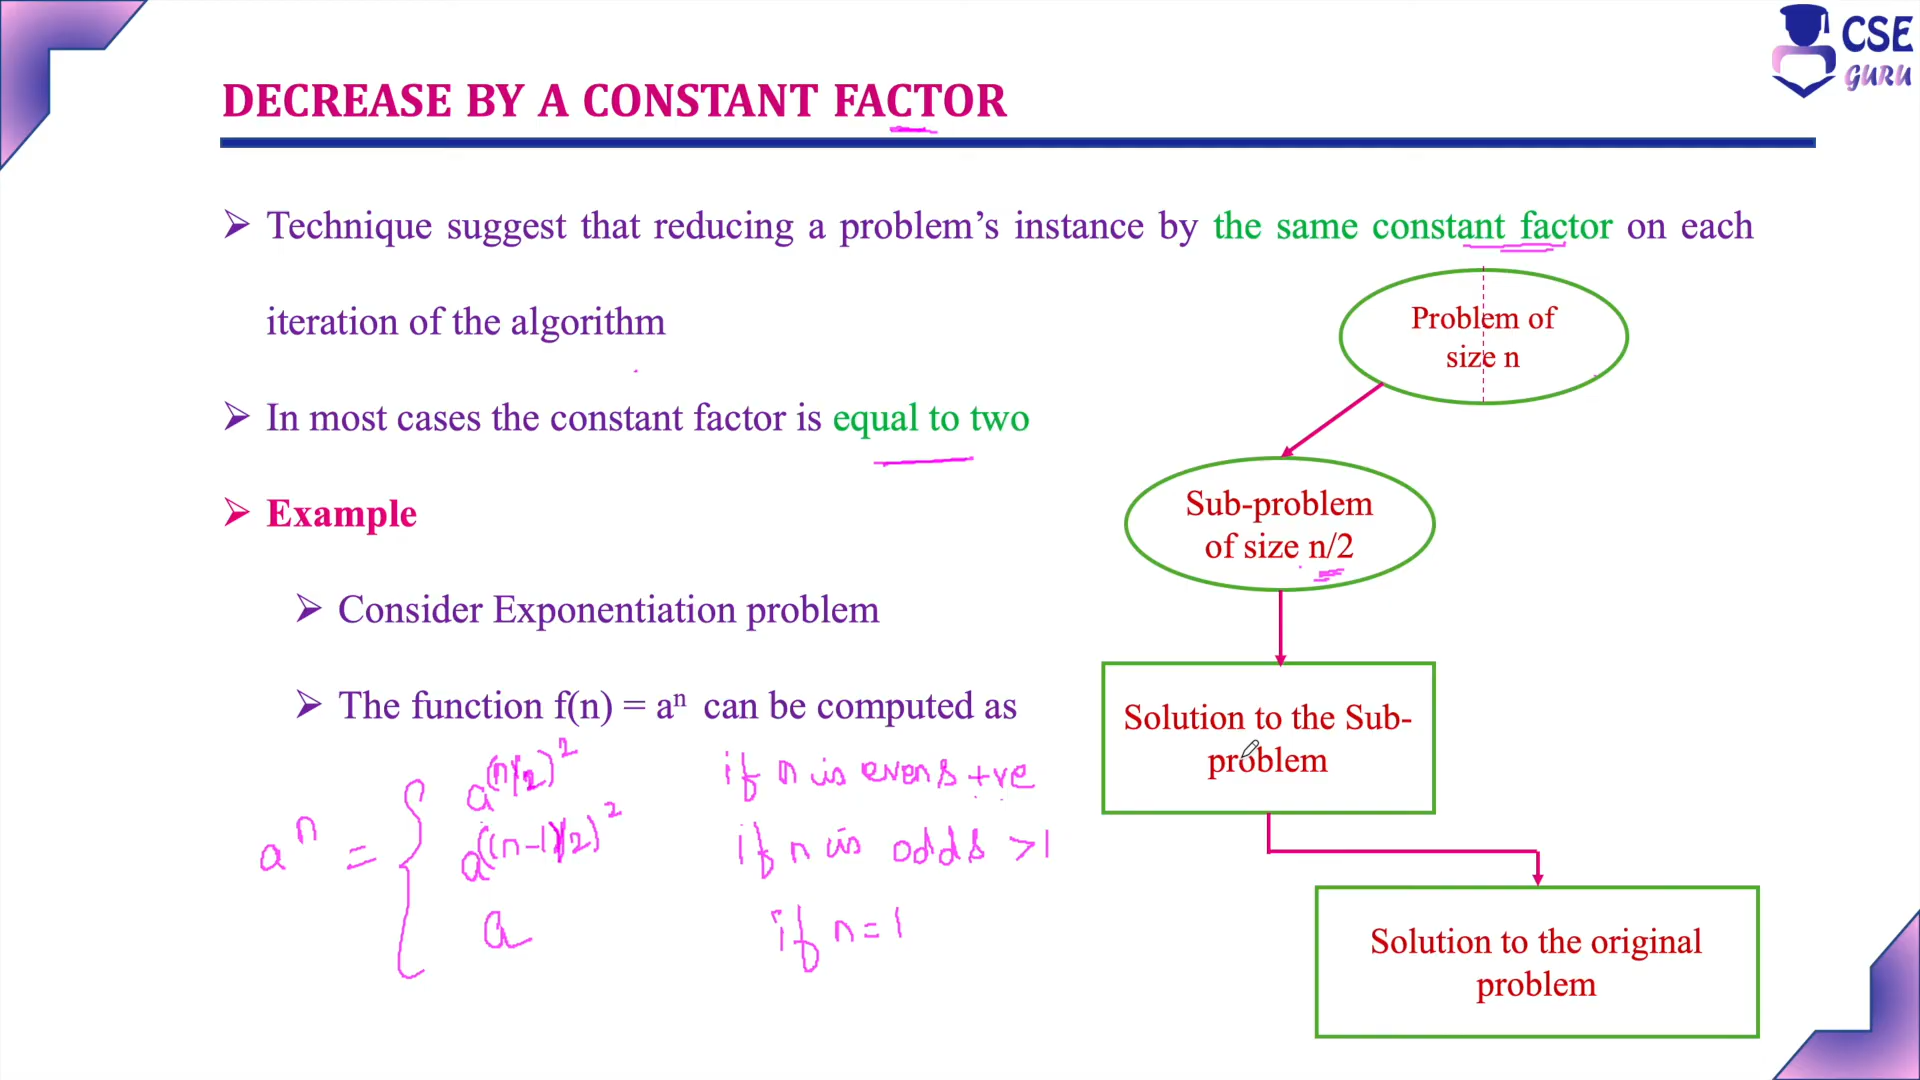 CSE
GURU
DECREASE BY A CONSTANT FACTOR
➢ Technique suggest that reducing a problem’s instance by the same constant factor on each
iteration of the algorithm
➢ In most cases the constant factor is equal to two
➢ Example
➢ Consider Exponentiation problem
➢ The function f(n) = aⁿ can be computed as
a^n = {
a^(n/2)^2 if n is even & +ve
a^((n-1)/2)^2 if n is odd & >1
a if n=1
Problem of
size n
Sub-problem
of size n/2
Solution to the Sub-
problem
Solution to the original
problem